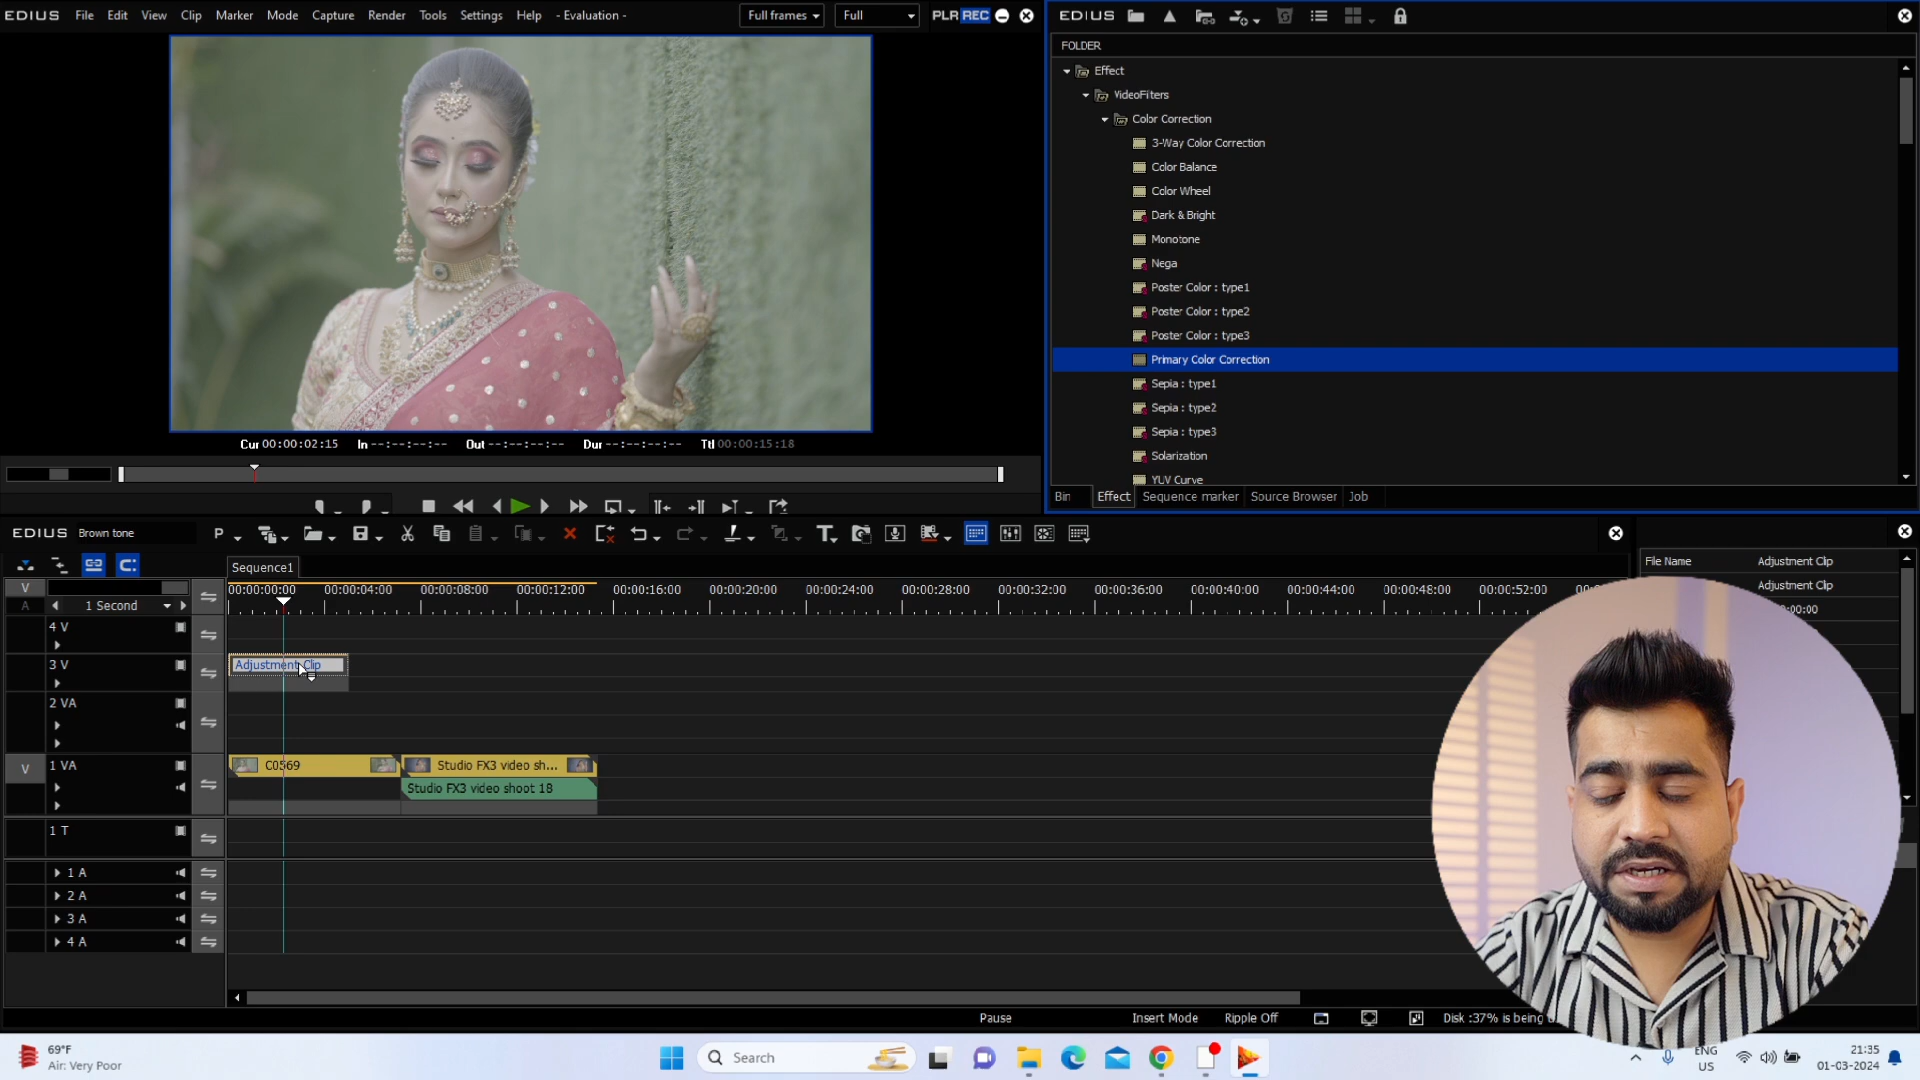 EDIUS File Edit View Clip Marker Mode Capture Render Tools Settings Help - Evaluation - Full frames Full PLR REC
Cur 00:00:02:15 In --:--:--:-- Out --:--:--:-- Dur --:--:--:-- Ttl 00:00:15:18
EDIUS
FOLDER
Effect
VideoFilters
Color Correction
3-Way Color Correction
Color Balance
Color Wheel
Dark & Bright
Monotone
Nega
Poster Color : type1
Poster Color : type2
Poster Color : type3
Primary Color Correction
Sepia : type1
Sepia : type2
Sepia : type3
Solarization
YUV Curve
Bin Effect Sequence marker Source Browser Job
EDIUS Brown tone P T
Sequence1
V
A 1 Second
00:00:00:00 00:00:04:00 00:00:08:00 00:00:12:00 00:00:16:00 00:00:20:00 00:00:24:00 00:00:28:00 00:00:32:00 00:00:36:00 00:00:40:00 00:00:44:00 00:00:48:00 00:00:52:00
4 V
3 V Adjustment Clip
2 VA
V 1 VA C0569 Studio FX3 video sh...
Studio FX3 video shoot 18
1 T
1 A
2 A
3 A
4 A
File Name Adjustment Clip
Adjustment Clip
Pause Insert Mode Ripple Off Disk :37% is being
69°F
Air: Very Poor
Search
ENG
US
21:35
01-03-2024